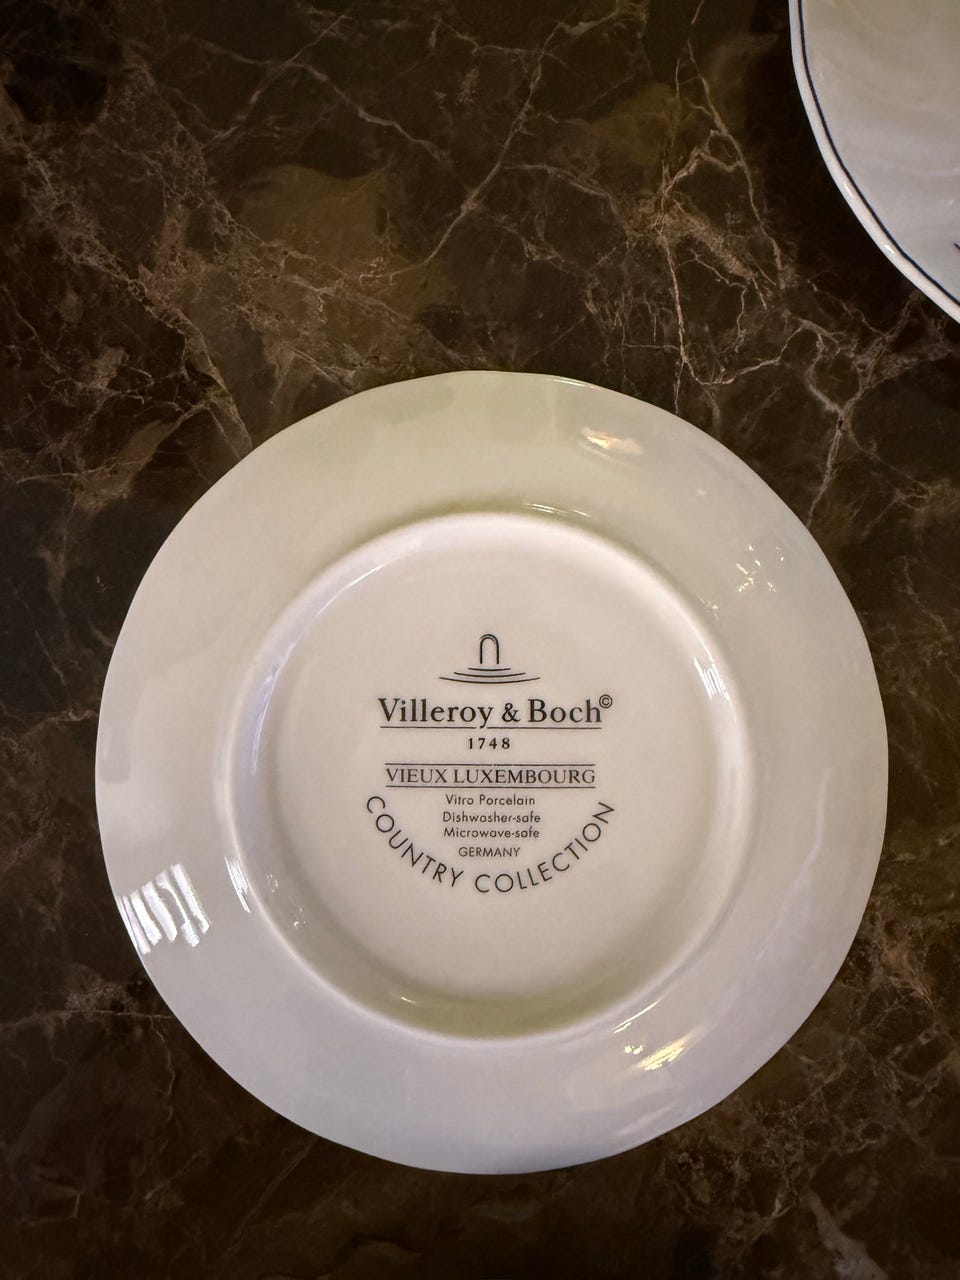 Villeroy & Boch©
1748
VIEUX LUXEMBOURG
Vitro Porcelain
Dishwasher-safe
Microwave-safe
GERMANY
COUNTRY COLLECTION